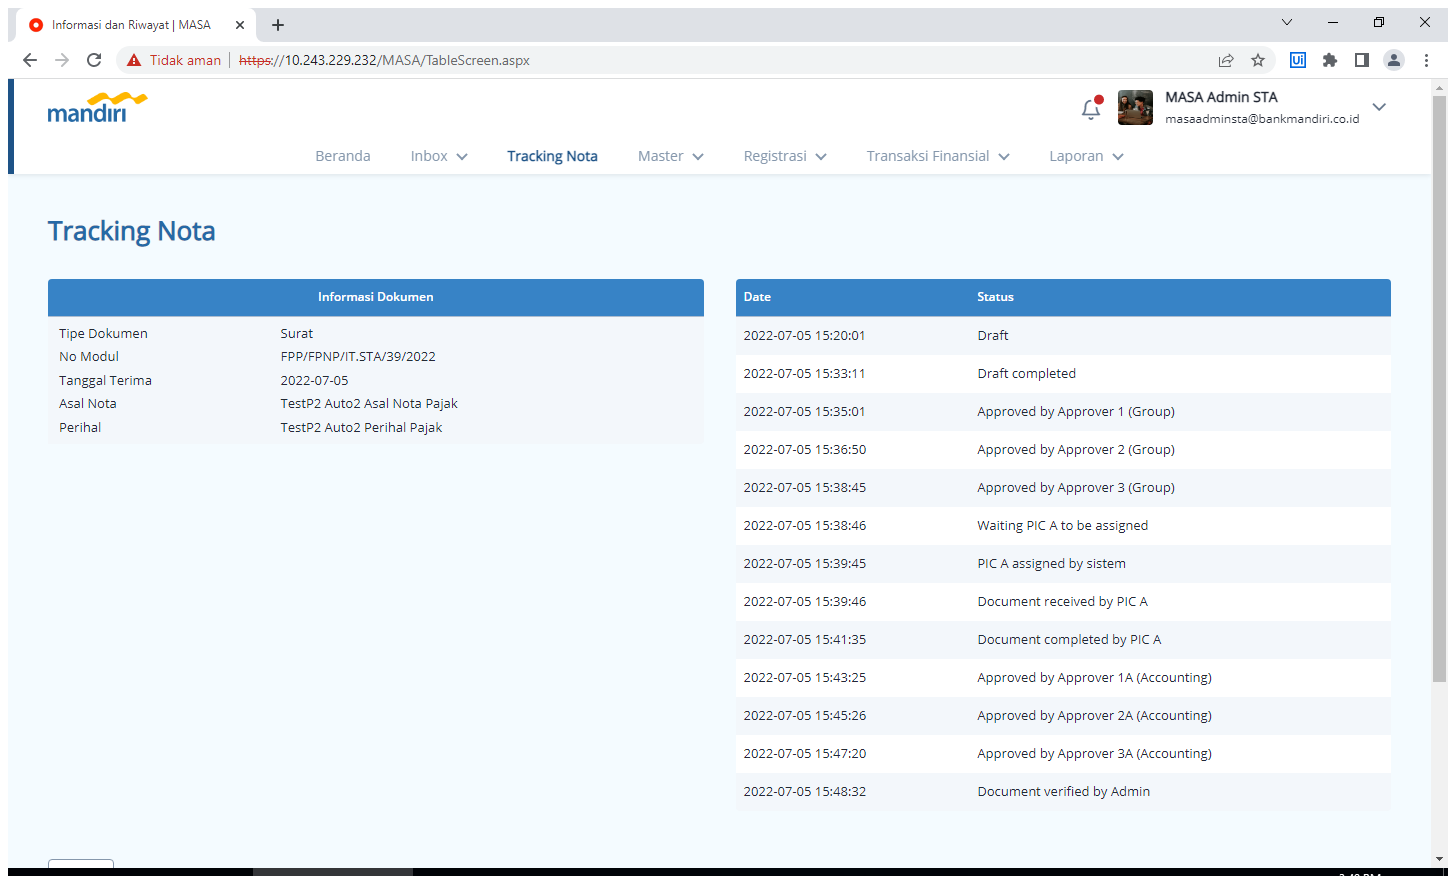 Informasi dan Riwayat | MASA
Tidak aman https://10.243.229.232/MASA/TableScreen.aspx
Ui
mandiri
MASA Admin STA
masaadminsta@bankmandiri.co.id
Beranda Inbox Tracking Nota Master Registrasi Transaksi Finansial Laporan
Tracking Nota
Informasi Dokumen
Tipe Dokumen Surat
No Modul FPP/FPNP/IT.STA/39/2022
Tanggal Terima 2022-07-05
Asal Nota TestP2 Auto2 Asal Nota Pajak
Perihal TestP2 Auto2 Perihal Pajak
Date Status
2022-07-05 15:20:01 Draft
2022-07-05 15:33:11 Draft completed
2022-07-05 15:35:01 Approved by Approver 1 (Group)
2022-07-05 15:36:50 Approved by Approver 2 (Group)
2022-07-05 15:38:45 Approved by Approver 3 (Group)
2022-07-05 15:38:46 Waiting PIC A to be assigned
2022-07-05 15:39:45 PIC A assigned by sistem
2022-07-05 15:39:46 Document received by PIC A
2022-07-05 15:41:35 Document completed by PIC A
2022-07-05 15:43:25 Approved by Approver 1A (Accounting)
2022-07-05 15:45:26 Approved by Approver 2A (Accounting)
2022-07-05 15:47:20 Approved by Approver 3A (Accounting)
2022-07-05 15:48:32 Document verified by Admin